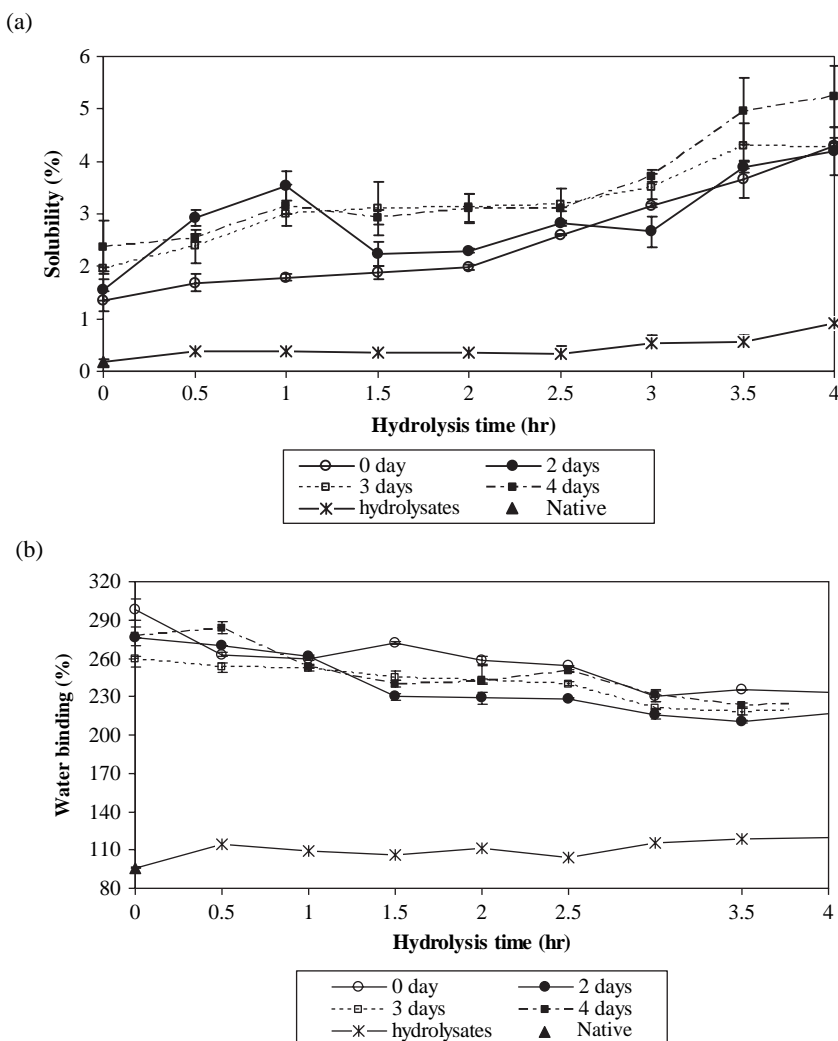 (a)
6
5
4
3
2
1
0
Solubility (%)
0 0.5 1 1.5 2 2.5 3 3.5 4
Hydrolysis time (hr)
0 day 2 days
3 days 4 days
hydrolysates Native
(b)
320
290
260
230
200
170
140
110
80
Water binding (%)
0 0.5 1 1.5 2 2.5 3.5 4
Hydrolysis time (hr)
0 day 2 days
3 days 4 days
hydrolysates Native